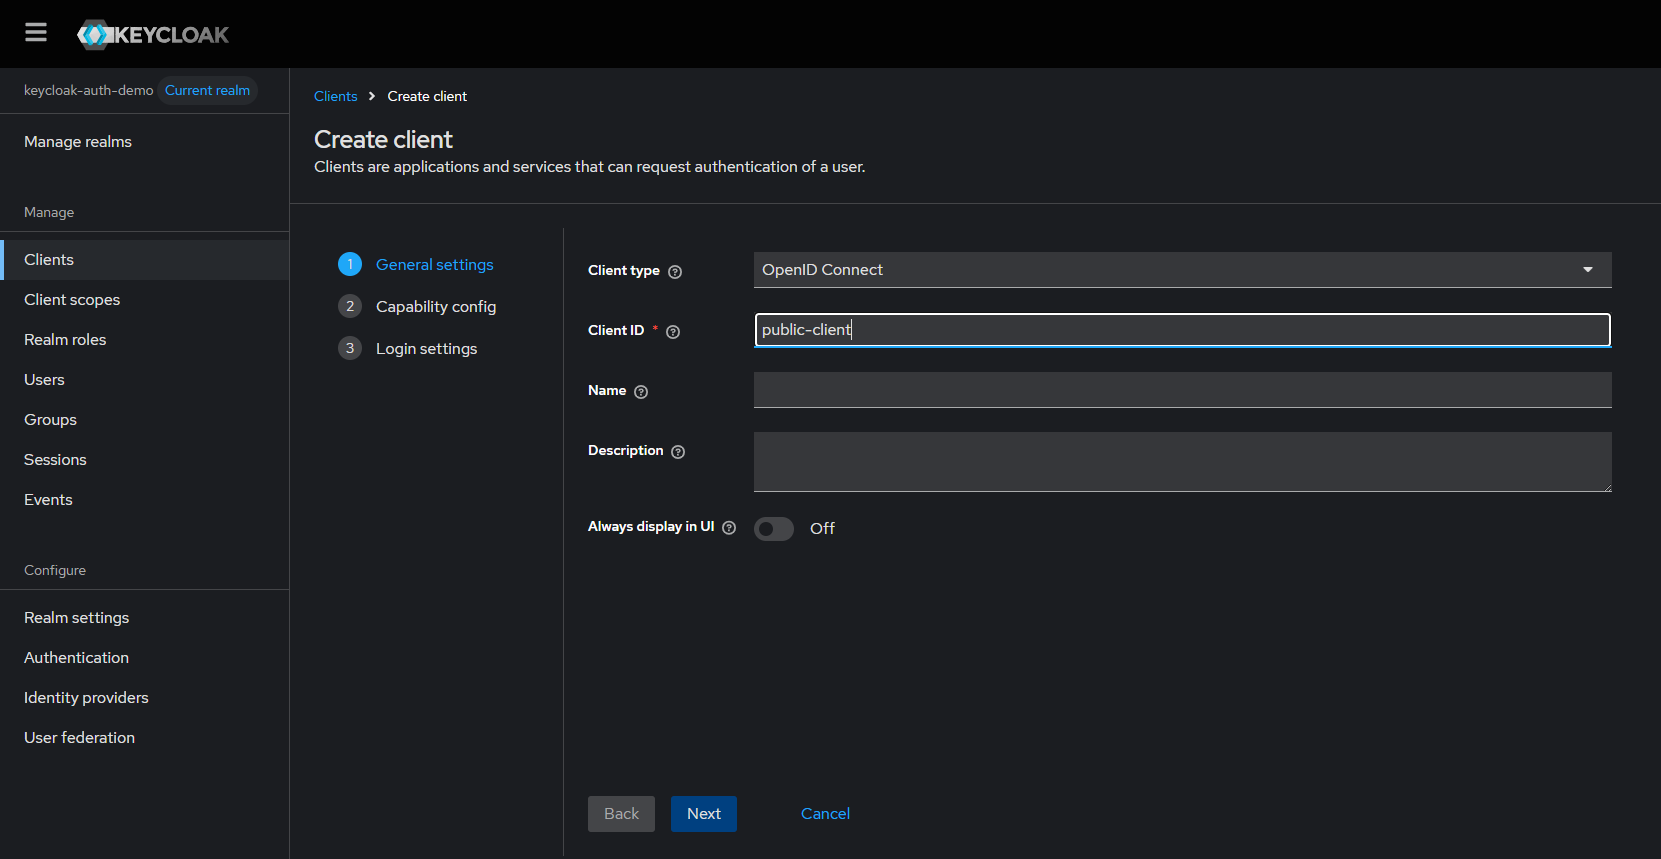 KEYCLOAK
keycloak-auth-demo Current realm
Manage realms
Manage
Clients
Client scopes
Realm roles
Users
Groups
Sessions
Events
Configure
Realm settings
Authentication
Identity providers
User federation
Clients > Create client
Create client
Clients are applications and services that can request authentication of a user.
1 General settings
2 Capability config
3 Login settings
Client type ? OpenID Connect
Client ID * ? public-client
Name ?
Description ?
Always display in UI ? Off
Back Next Cancel